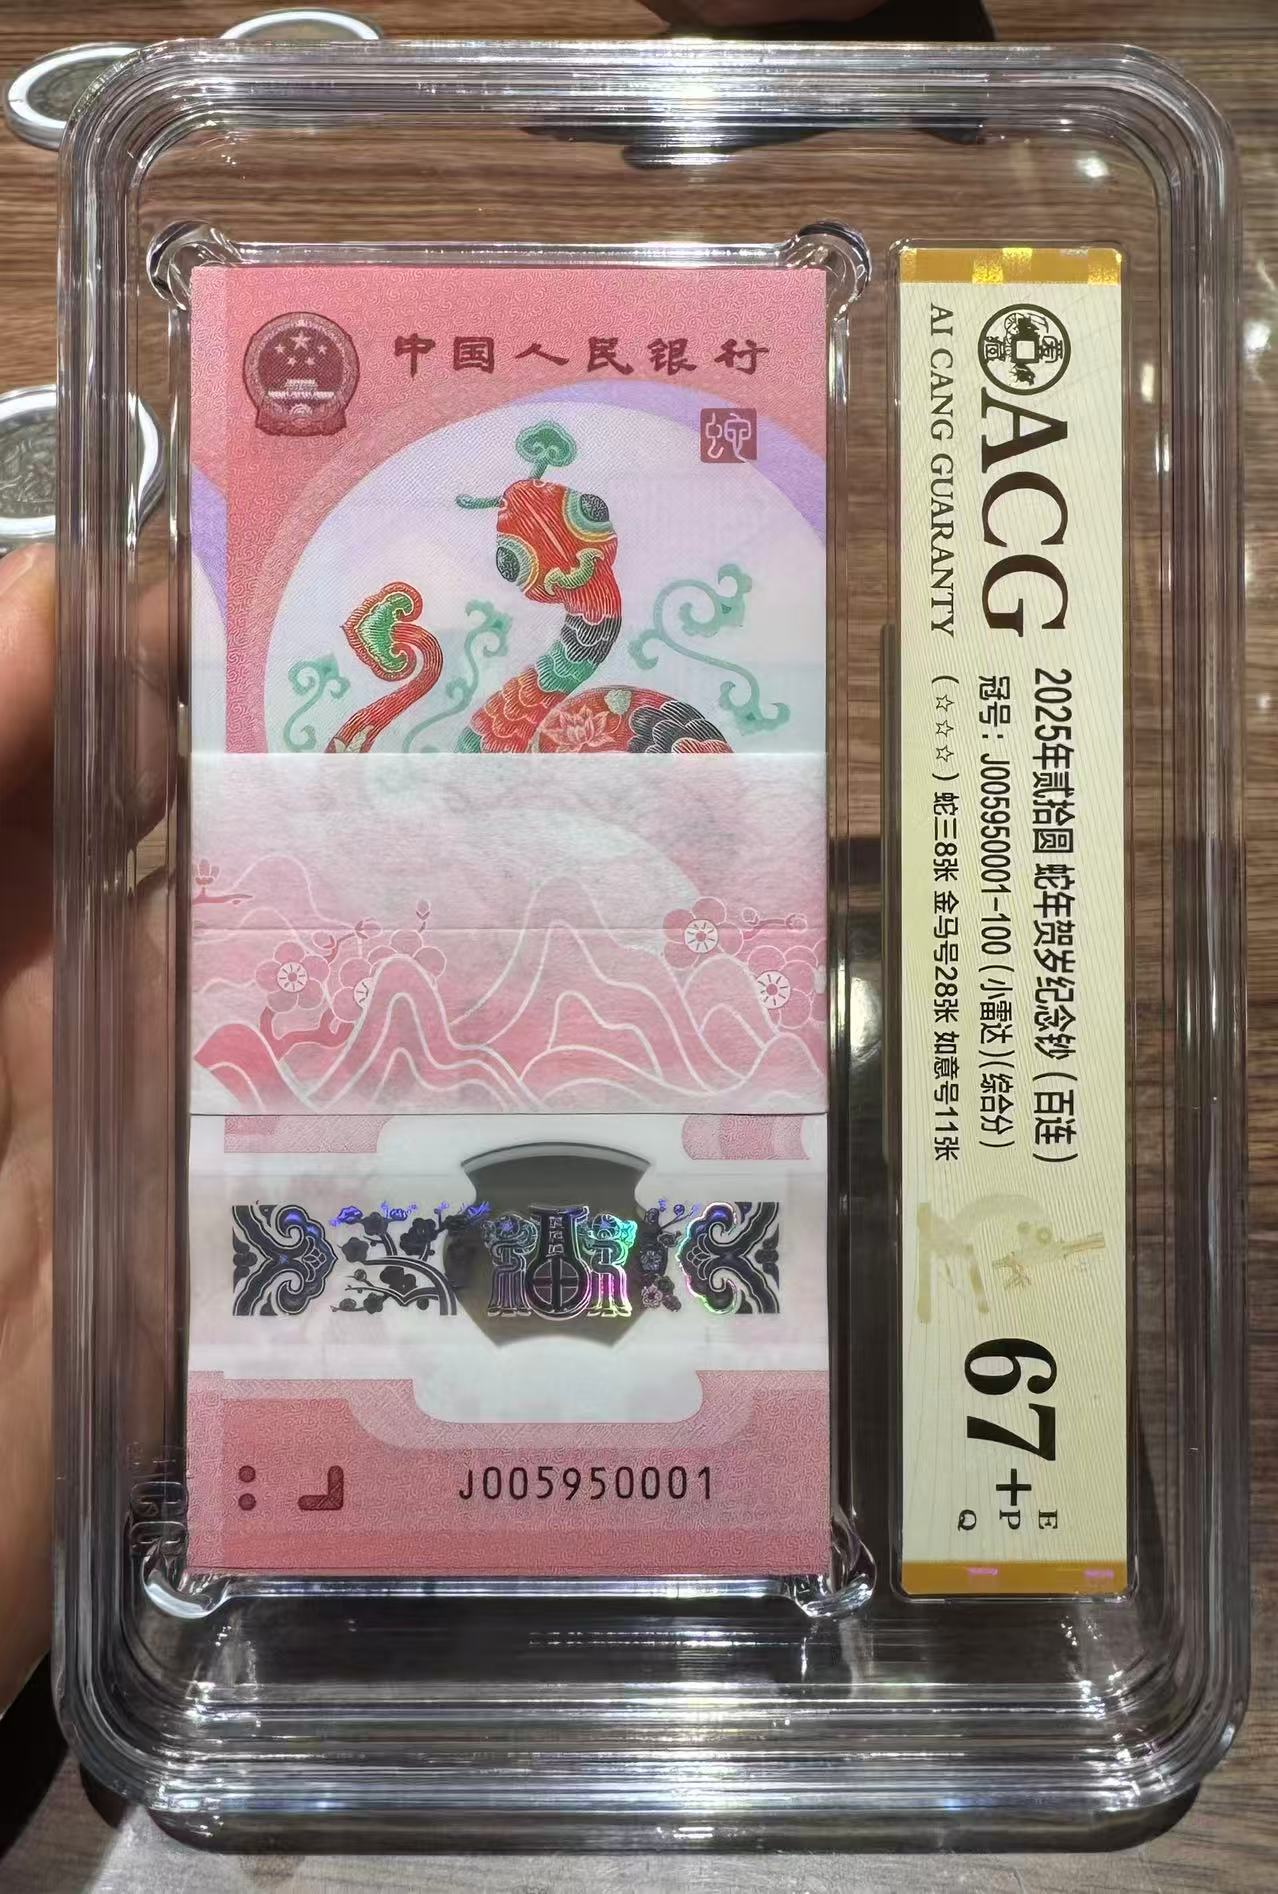 中国人民银行
蛇
J005950001
爱藏
ACG
AI CANG GUARANTY
2025年贰拾圆 蛇年贺岁纪念钞（百连）
冠号：J005950001-100（小雷达）（综合分）
（☆☆☆）蛇三8张 金马号28张 如意号11张
67+
E
P
Q